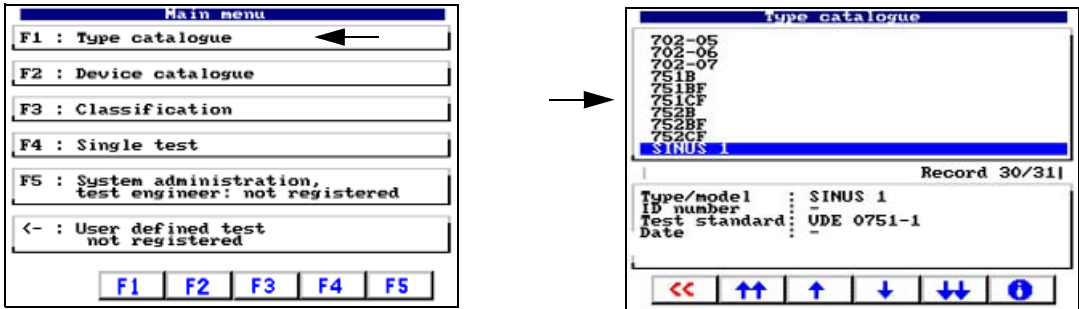 Main menu
F1 : Type catalogue
F2 : Device catalogue
F3 : Classification
F4 : Single test
F5 : System administration,
test engineer: not registered
<- : User defined test
not registered
F1 F2 F3 F4 F5
Type catalogue
702-05
702-06
702-07
751B
751BF
751CF
752B
752BF
752CF
SINUS 1
Record 30/31
Type/model : SINUS 1
ID number : -
Test standard: VDE 0751-1
Date : -
<<